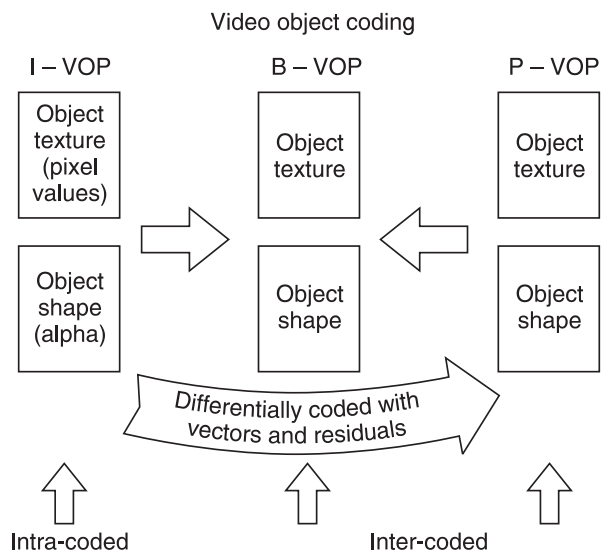 Video object coding
I – VOP
B – VOP
P – VOP
Object
texture
(pixel
values)
Object
texture
Object
texture
Object
shape
(alpha)
Object
shape
Object
shape
Differentially coded with
vectors and residuals
Intra-coded
Inter-coded